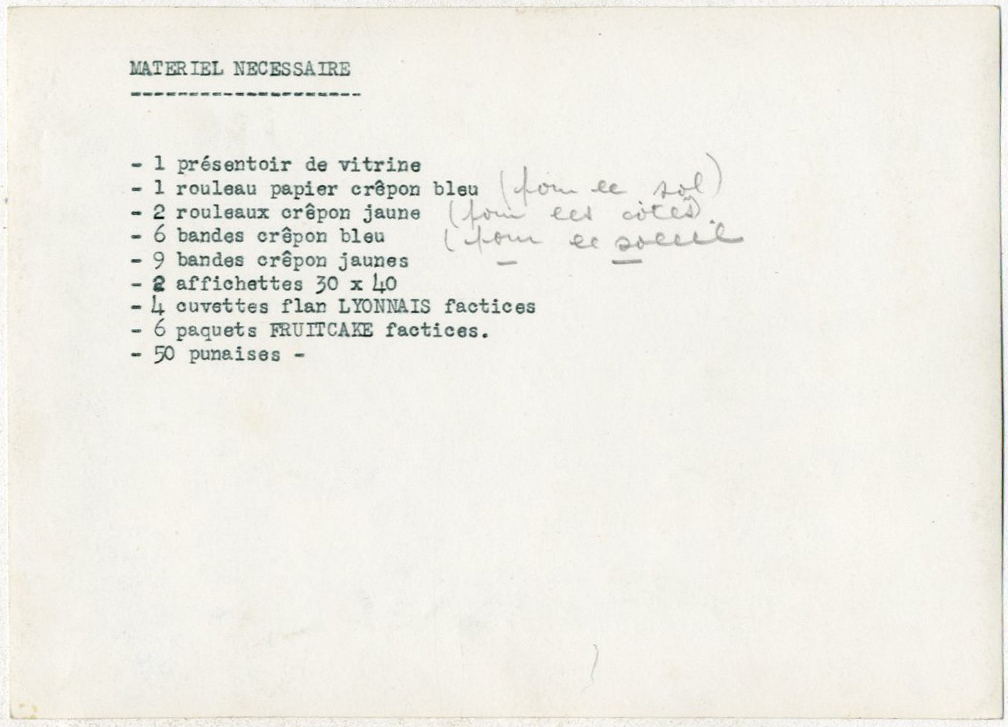 MATERIEL NECESSAIRE
--------------------
- 1 présentoir de vitrine
- 1 rouleau papier crêpon bleu (pour le sol)
- 2 rouleaux crêpon jaune (pour les côtés).
- 6 bandes crêpon bleu (pour le soleil
- 9 bandes crêpon jaunes
- 2 affichettes 30 x 40
- 4 cuvettes flan LYONNAIS factices
- 6 paquets FRUITCAKE factices.
- 50 punaises -